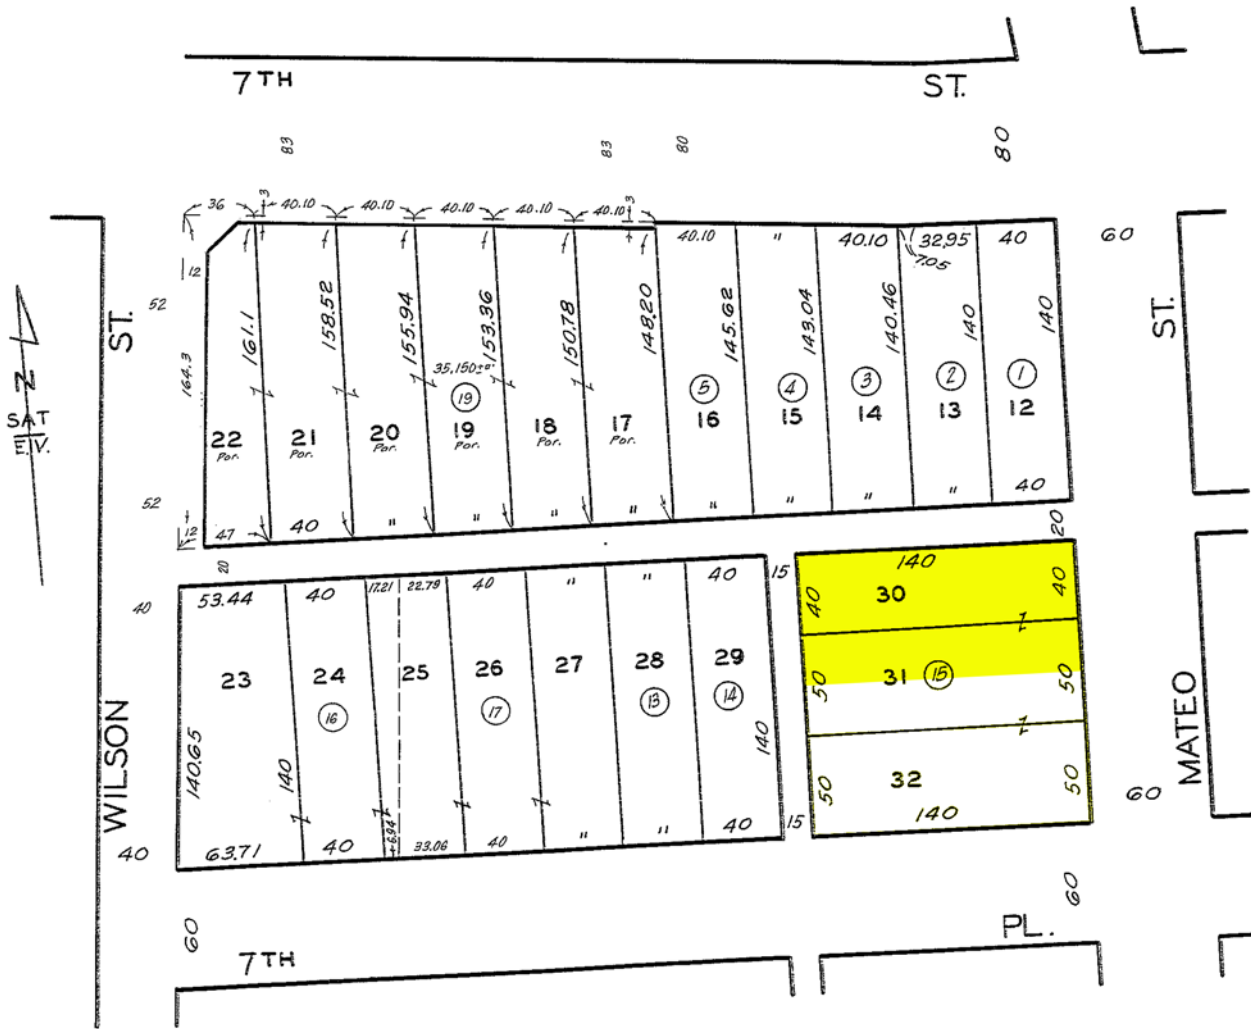 7TH ST.
83 83 80 80
36 3 40.10 40.10 40.10 40.10 40.10 3
40.10 " 40.10 32.95 40 60
7.05
12
52
ST. 161.1 158.52 155.94 153.36 150.78 148.20 145.62 143.04 140.46 140 140 ST.
164.3
35,150±
19 5 4 3 2 1
N
SAT
E.V.
22 21 20 19 18 17 16 15 14 13 12
Por. Por. Por. Por. Por. Por.
52
12 47 40 " " " " " " " " 40
20 20
53.44 40 17.21 22.79 40 " " 40 15 140
40 40 30 40
23 24 25 26 27 28 29 50 31 15 50
16 17 13 14
WILSON 140.65 140 140 MATEO
50 32 50 60
40 63.71 40 6.94 33.06 40 " " 40 15 140
60 60
7TH PL.